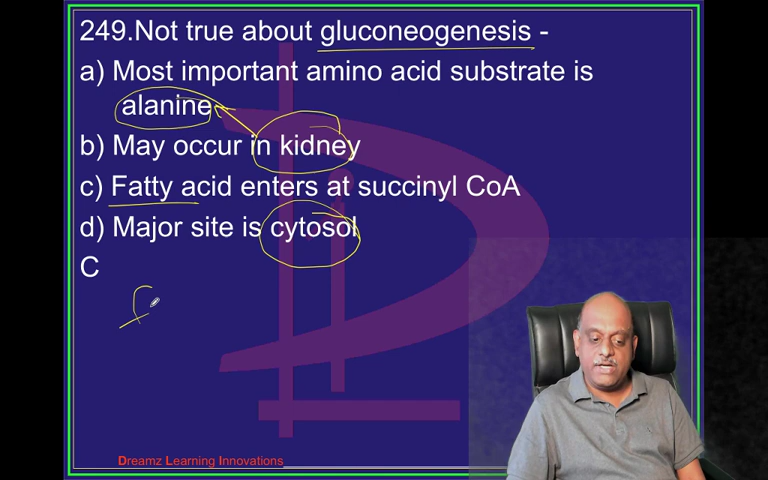 249.Not true about gluconeogenesis -
a) Most important amino acid substrate is
alanine
b) May occur in kidney
c) Fatty acid enters at succinyl CoA
d) Major site is cytosol
C
Dreamz Learning Innovations